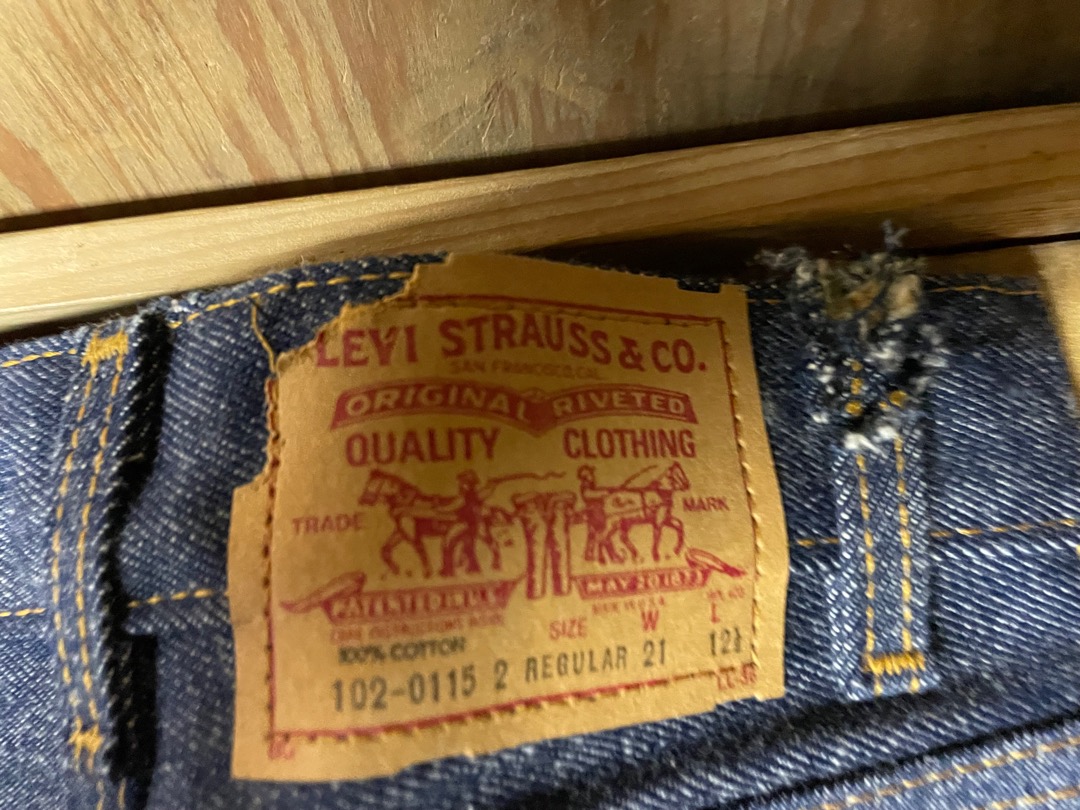 LEVI STRAUSS & CO.
SAN FRANCISCO, CAL.
ORIGINAL RIVETED
QUALITY CLOTHING
TRADE MARK
PATENTED IN U.S. MAY 20 1873
SIZE W L
100% COTTON
102-0115 2 REGULAR 21 12½